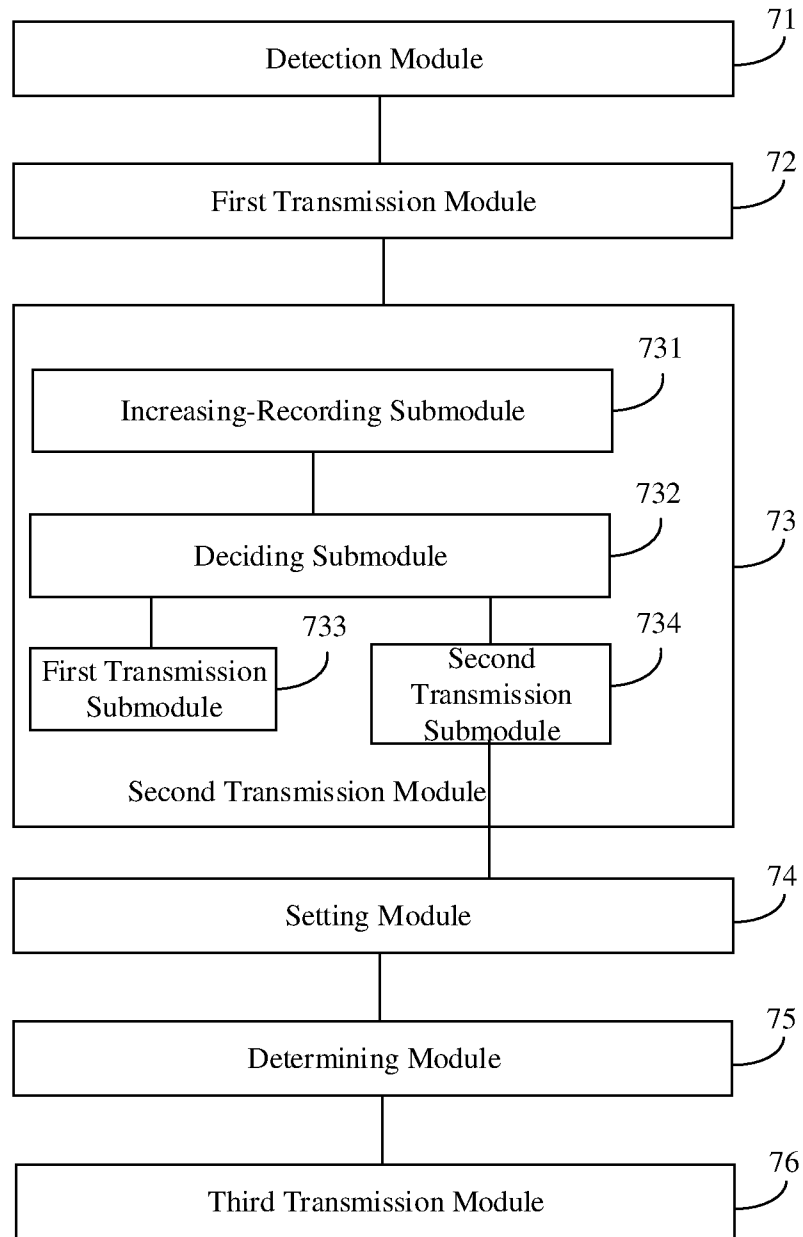 71
Detection Module
72
First Transmission Module
731
Increasing-Recording Submodule
732
73
Deciding Submodule
733
734
First Transmission
Submodule
Second
Transmission
Submodule
Second Transmission Module
74
Setting Module
75
Determining Module
76
Third Transmission Module